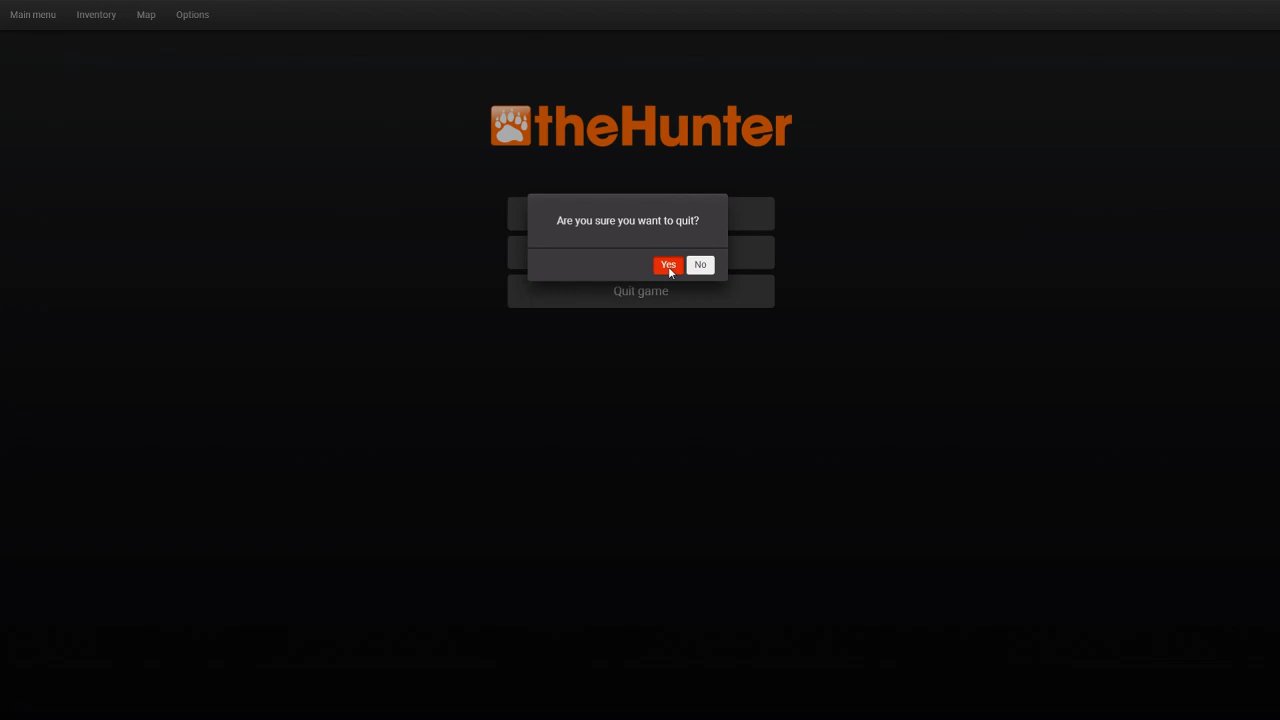 Main menu Inventory Map Options
theHunter
Are you sure you want to quit?
Yes No
Quit game